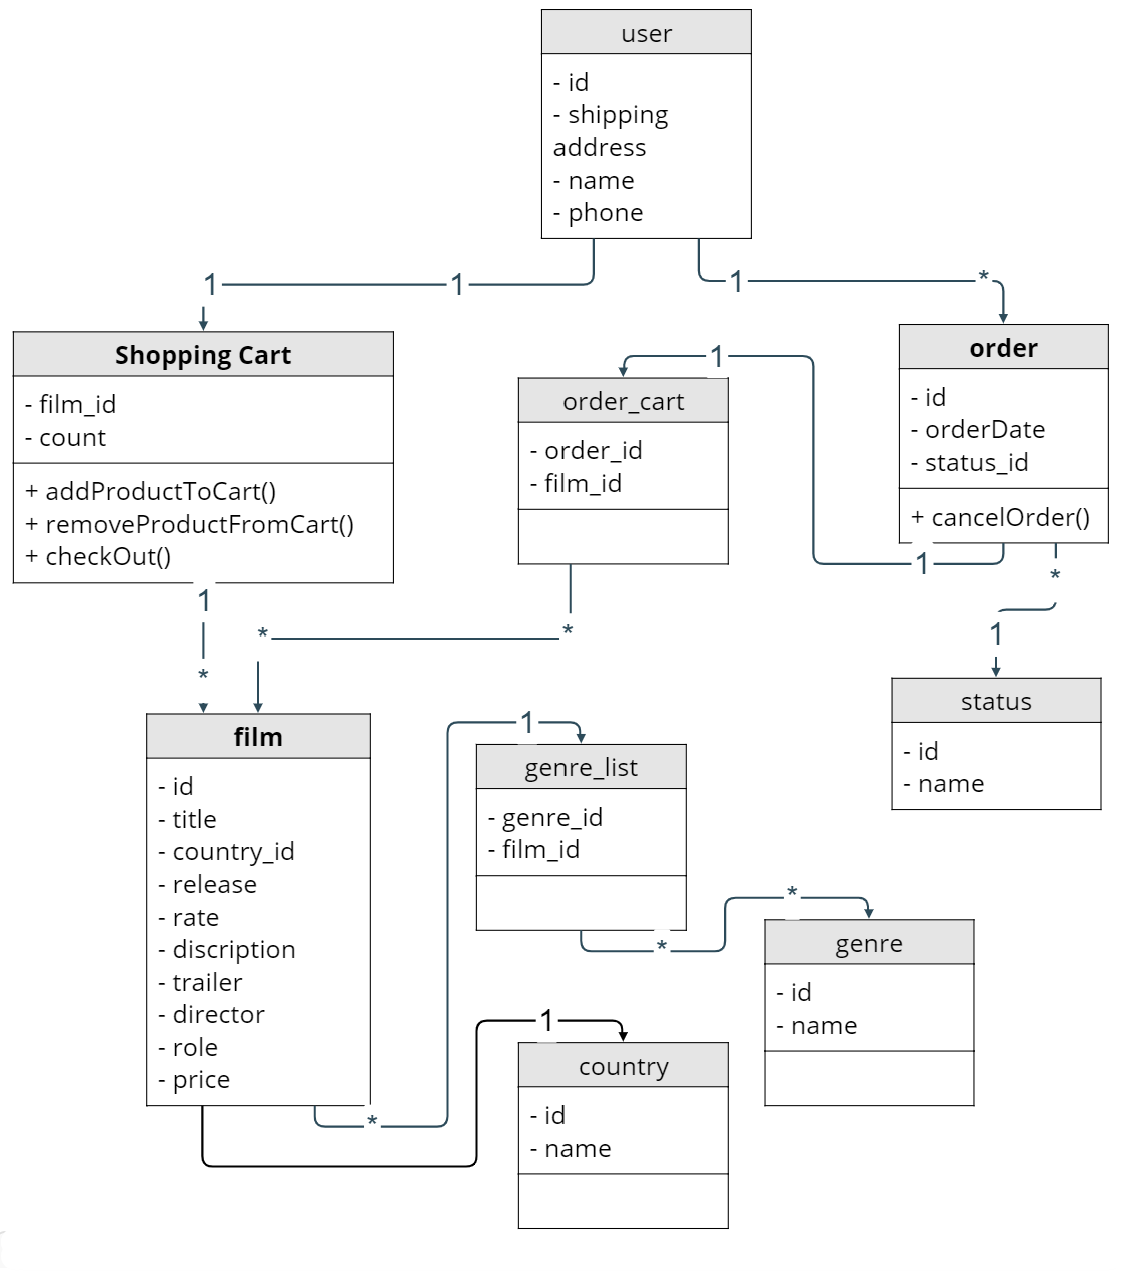 user
- id
- shipping
address
- name
- phone
1
1
1
*
Shopping Cart
- film_id
- count
+ addProductToCart()
+ removeProductFromCart()
+ checkOut()
order
- id
- orderDate
- status_id
+ cancelOrder()
1
order_cart
- order_id
- film_id
1
*
1
1
*
*
*
status
- id
- name
film
- id
- title
- country_id
- release
- rate
- discription
- trailer
- director
- role
- price
1
genre_list
- genre_id
- film_id
*
*
genre
- id
- name
1
*
country
- id
- name